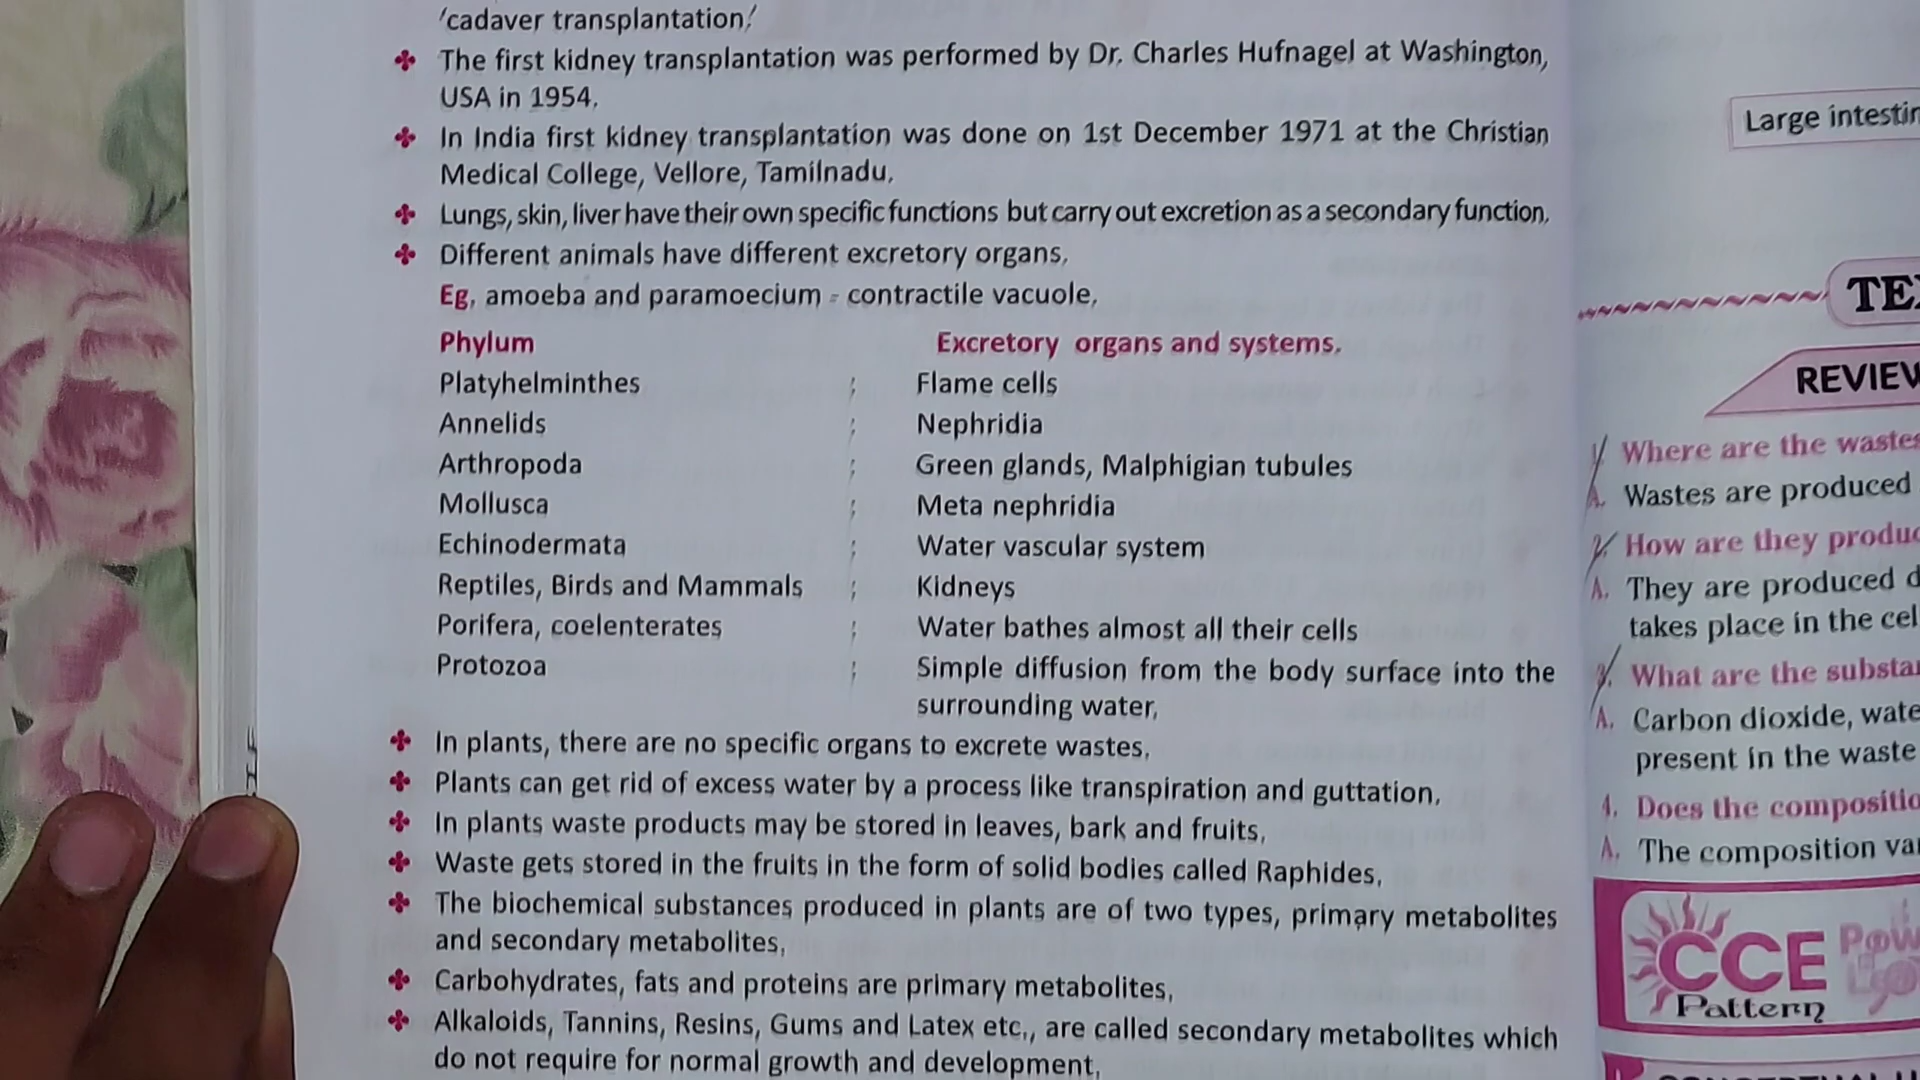 'cadaver transplantation.'
✤ The first kidney transplantation was performed by Dr. Charles Hufnagel at Washington,
USA in 1954.
✤ In India first kidney transplantation was done on 1st December 1971 at the Christian
Medical College, Vellore, Tamilnadu.
✤ Lungs, skin, liver have their own specific functions but carry out excretion as a secondary function.
✤ Different animals have different excretory organs.
Eg. amoeba and paramoecium - contractile vacuole.
Phylum Excretory organs and systems.
Platyhelminthes : Flame cells
Annelids : Nephridia
Arthropoda : Green glands, Malphigian tubules
Mollusca : Meta nephridia
Echinodermata : Water vascular system
Reptiles, Birds and Mammals : Kidneys
Porifera, coelenterates : Water bathes almost all their cells
Protozoa : Simple diffusion from the body surface into the
surrounding water.
✤ In plants, there are no specific organs to excrete wastes.
✤ Plants can get rid of excess water by a process like transpiration and guttation.
✤ In plants waste products may be stored in leaves, bark and fruits.
✤ Waste gets stored in the fruits in the form of solid bodies called Raphides.
✤ The biochemical substances produced in plants are of two types, primary metabolites
and secondary metabolites.
✤ Carbohydrates, fats and proteins are primary metabolites.
✤ Alkaloids, Tannins, Resins, Gums and Latex etc., are called secondary metabolites which
do not require for normal growth and development.
Large
REVIEW
1. Where are the wastes
A. Wastes are produced
2. How are they
A. They are produced
takes place in the
3. What are the
A. Carbon dioxide,
present in the waste
4. Does the
A. The composition
CCE
Pattern